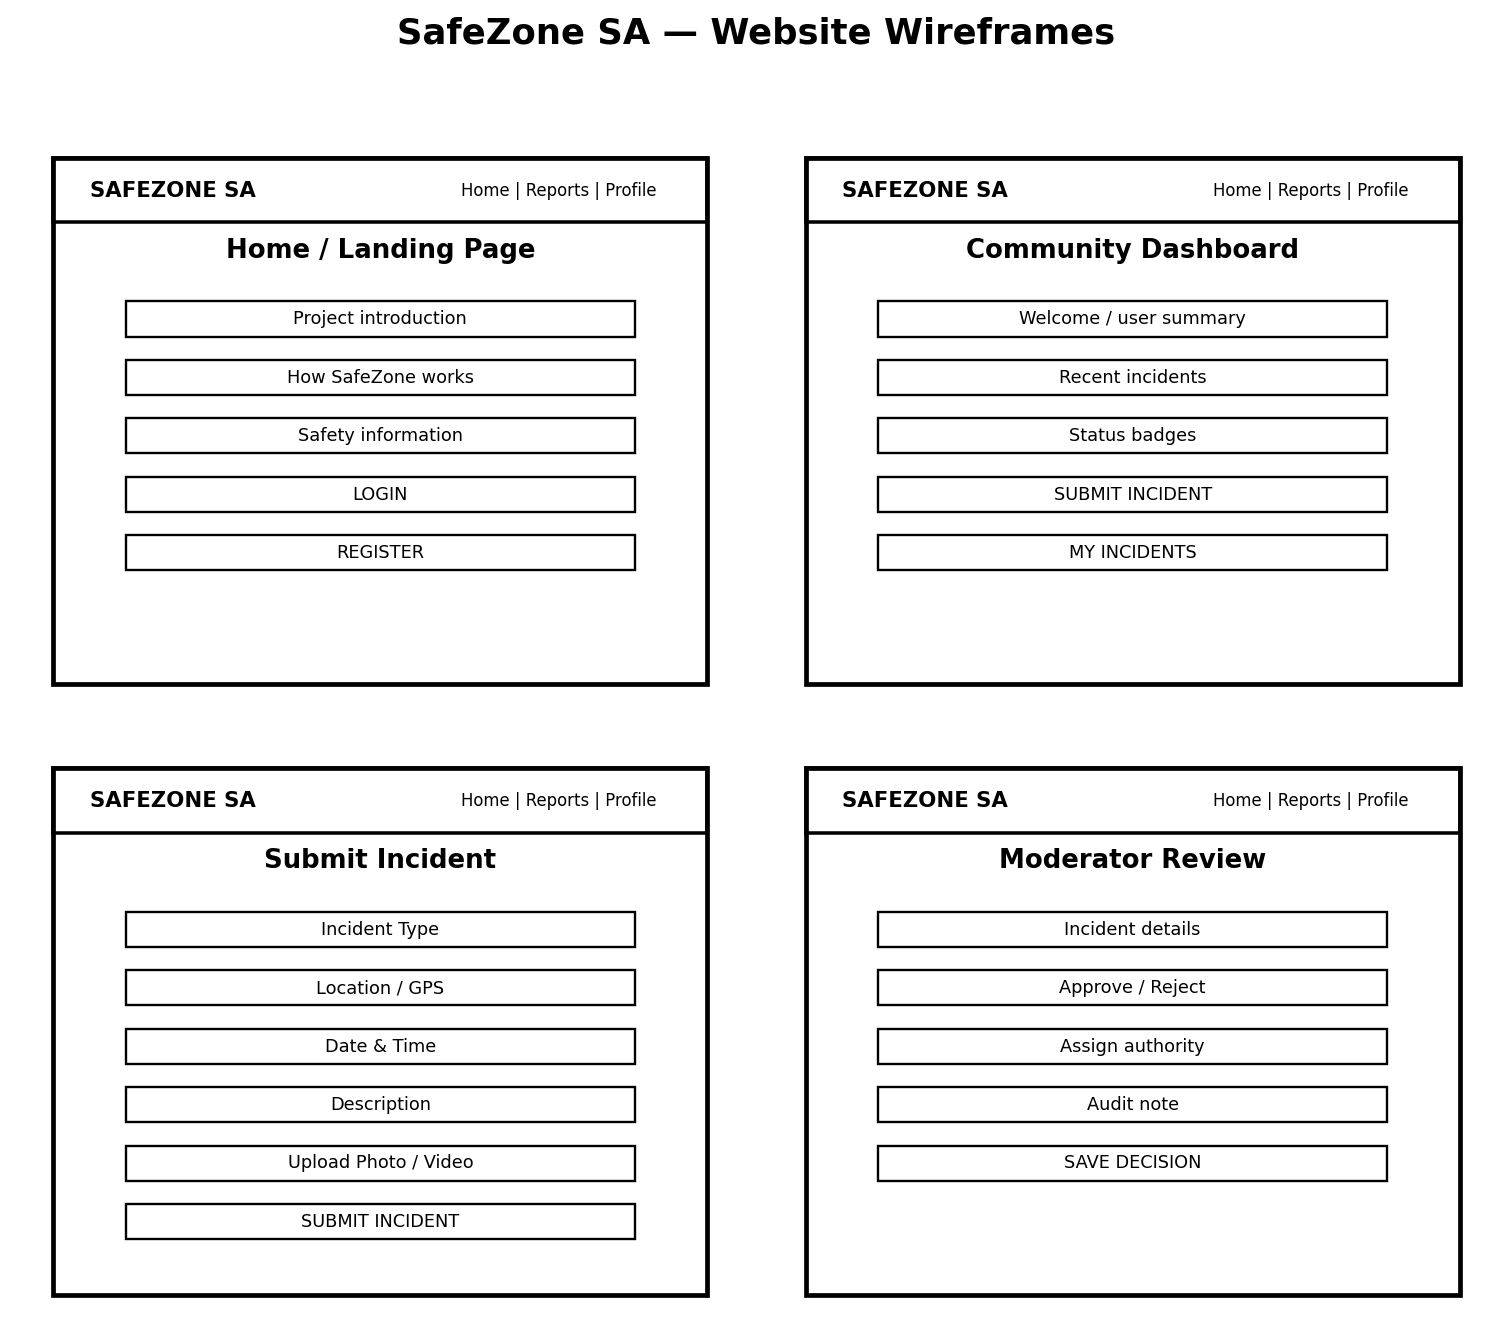 SafeZone SA — Website Wireframes
SAFEZONE SA
Home | Reports | Profile
Home / Landing Page
Project introduction
How SafeZone works
Safety information
LOGIN
REGISTER
SAFEZONE SA
Home | Reports | Profile
Community Dashboard
Welcome / user summary
Recent incidents
Status badges
SUBMIT INCIDENT
MY INCIDENTS
SAFEZONE SA
Home | Reports | Profile
Submit Incident
Incident Type
Location / GPS
Date & Time
Description
Upload Photo / Video
SUBMIT INCIDENT
SAFEZONE SA
Home | Reports | Profile
Moderator Review
Incident details
Approve / Reject
Assign authority
Audit note
SAVE DECISION